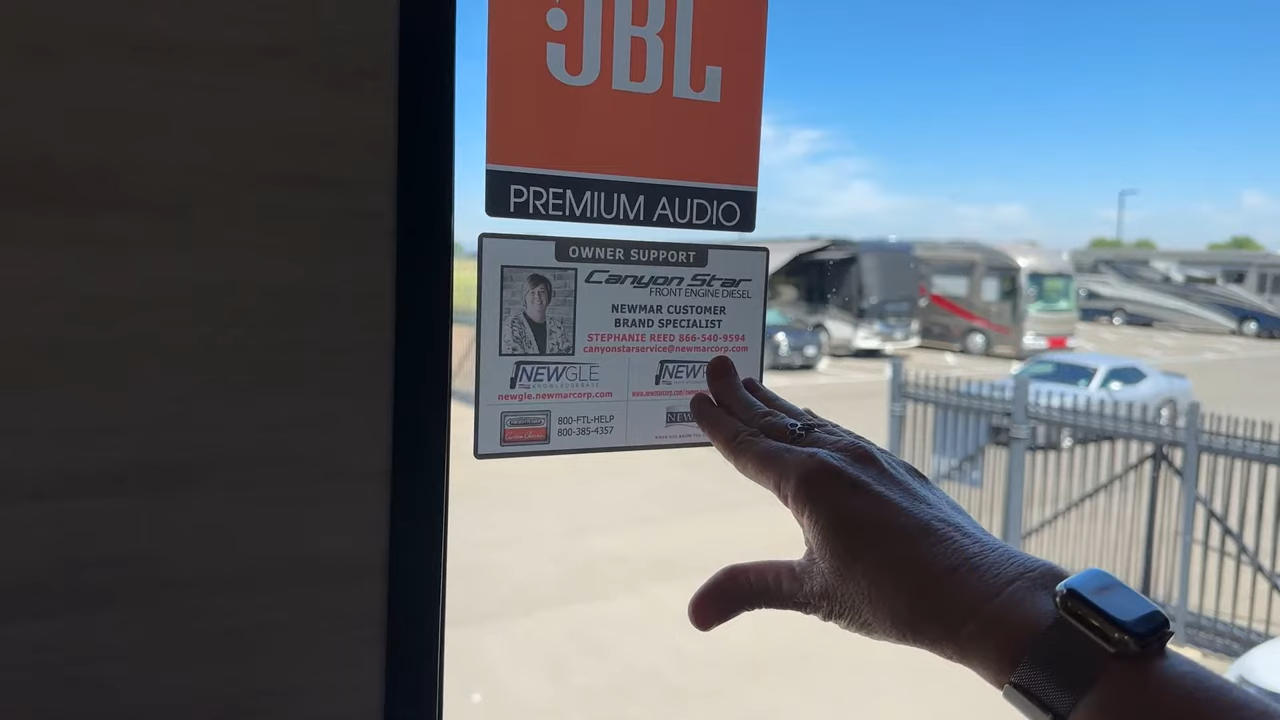 JBL
PREMIUM AUDIO
OWNER SUPPORT
Canyon Star
FRONT ENGINE DIESEL
NEWMAR CUSTOMER
BRAND SPECIALIST
STEPHANIE REED 866-540-9594
canyonstarservice@newmarcorp.com
NEWGLE
KNOWLEDGEBASE
newgle.newmarcorp.com
800-FTL-HELP
800-385-4357